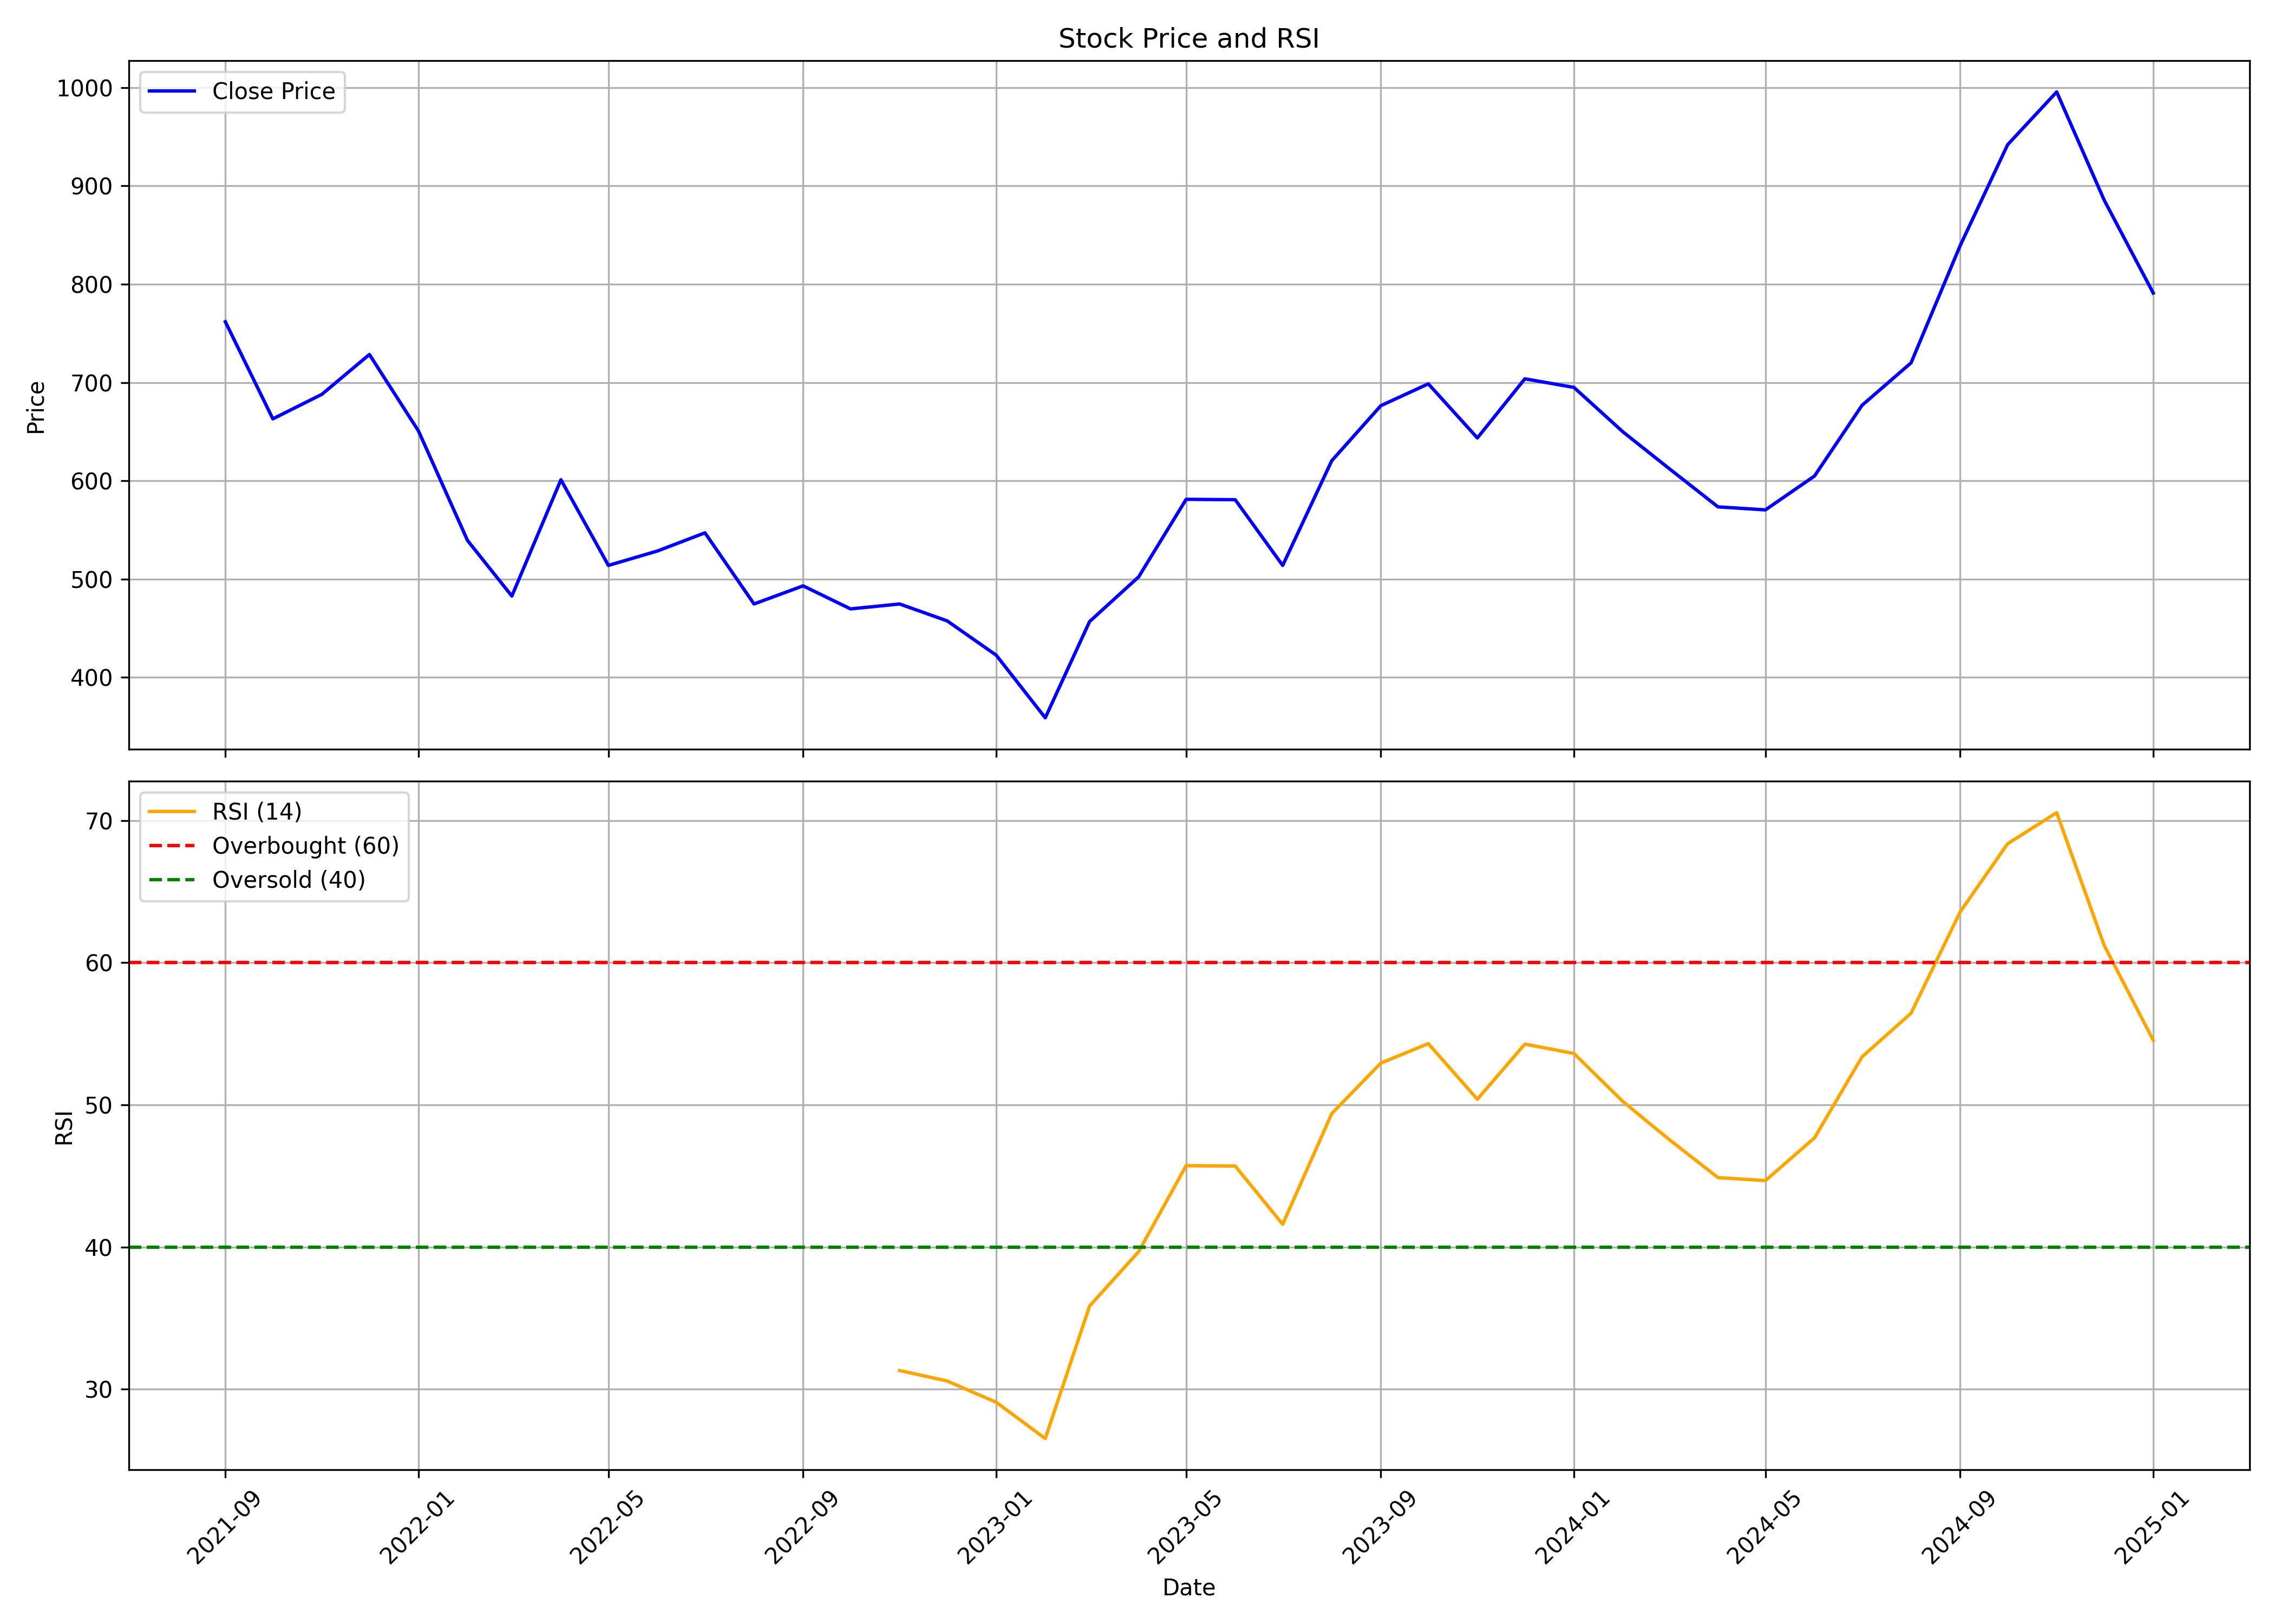 Stock Price and RSI
Close Price
1000
900
800
700
600
500
400
Price
RSI (14)
Overbought (60)
Oversold (40)
70
60
50
40
30
RSI
2021-09
2022-01
2022-05
2022-09
2023-01
2023-05
2023-09
2024-01
2024-05
2024-09
2025-01
Date